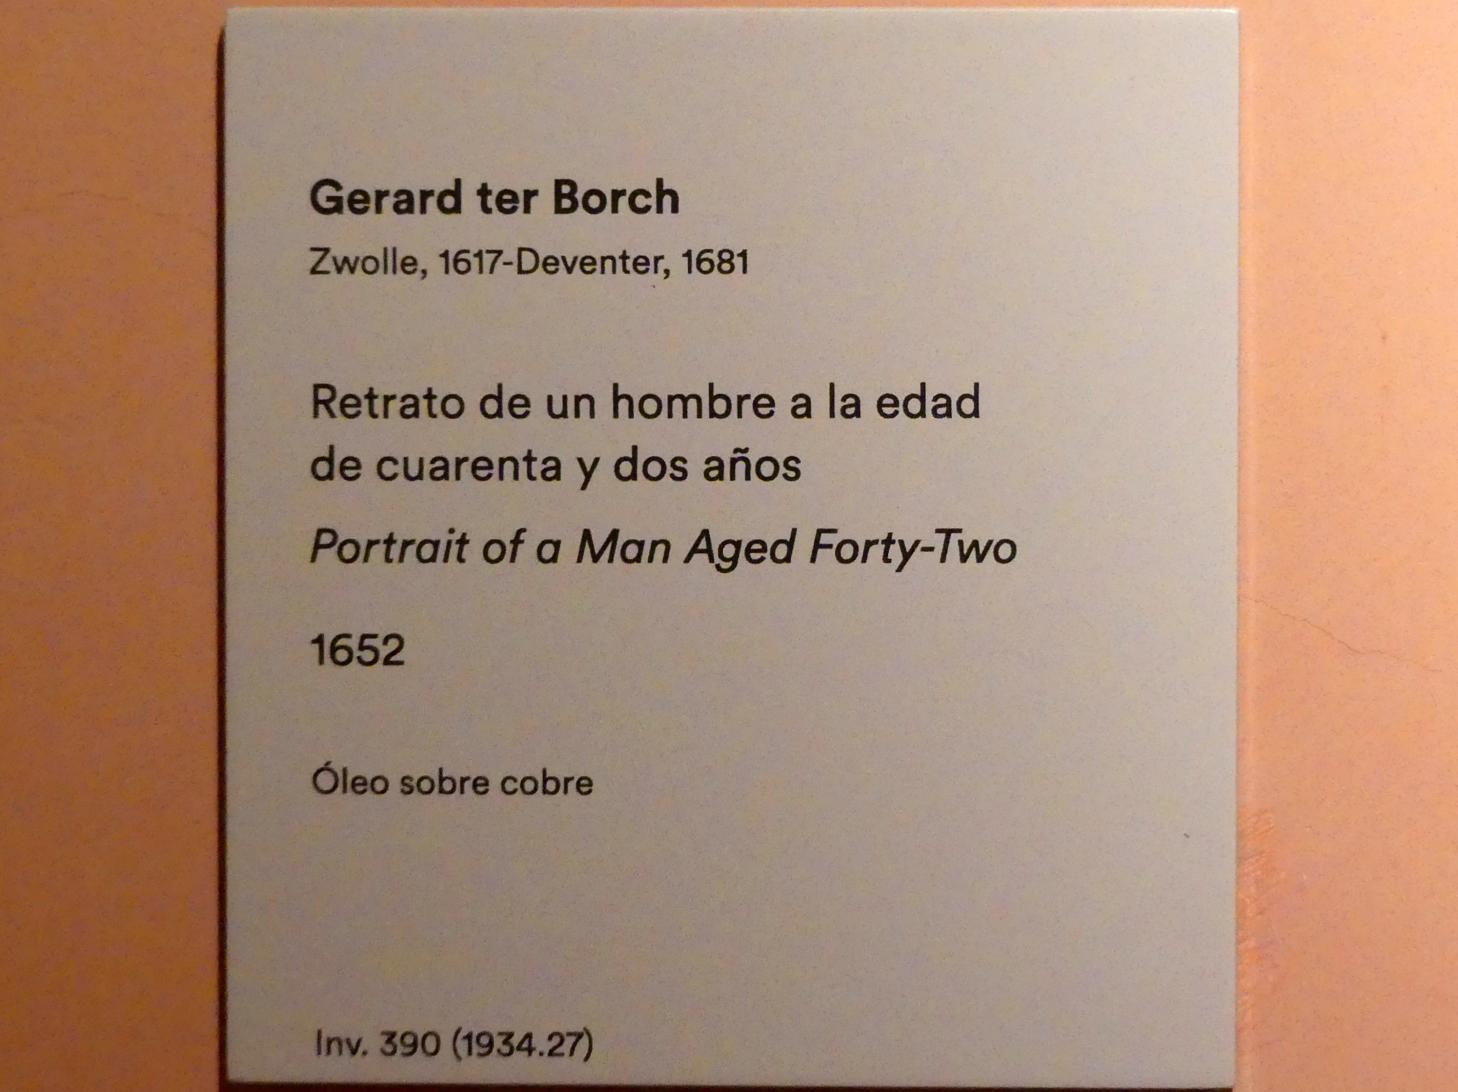 Gerard ter Borch
Zwolle, 1617-Deventer, 1681
Retrato de un hombre a la edad
de cuarenta y dos años
Portrait of a Man Aged Forty-Two
1652
Óleo sobre cobre
Inv. 390 (1934.27)